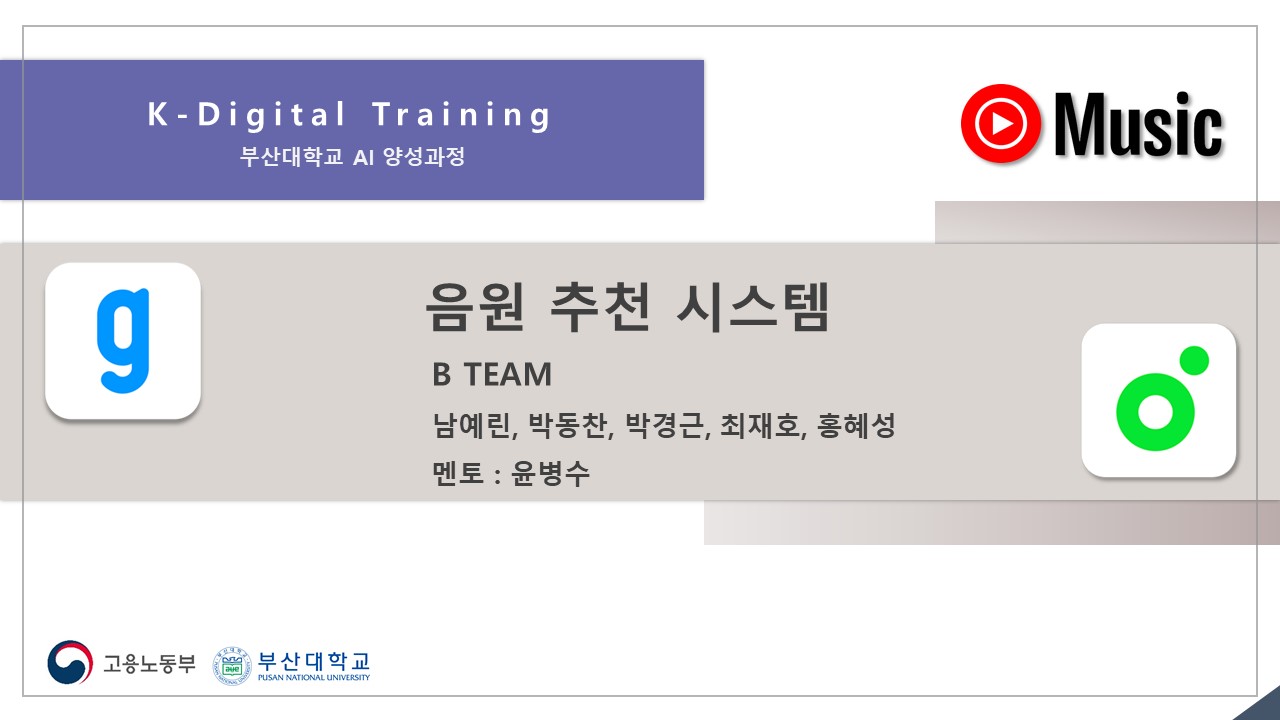 K-Digital Training
부산대학교 AI 양성과정
Music
g
음원 추천 시스템
B TEAM
남예린, 박동찬, 박경근, 최재호, 홍혜성
멘토 : 윤병수
고용노동부
부산대학교
PUSAN NATIONAL UNIVERSITY